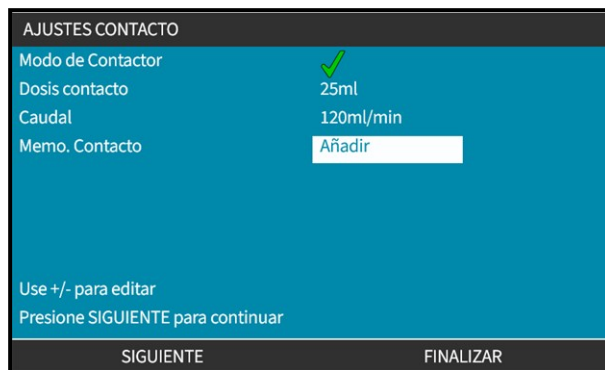 AJUSTES CONTACTO
Modo de Contactor
Dosis contacto 25ml
Caudal 120ml/min
Memo. Contacto Añadir
Use +/- para editar
Presione SIGUIENTE para continuar
SIGUIENTE FINALIZAR